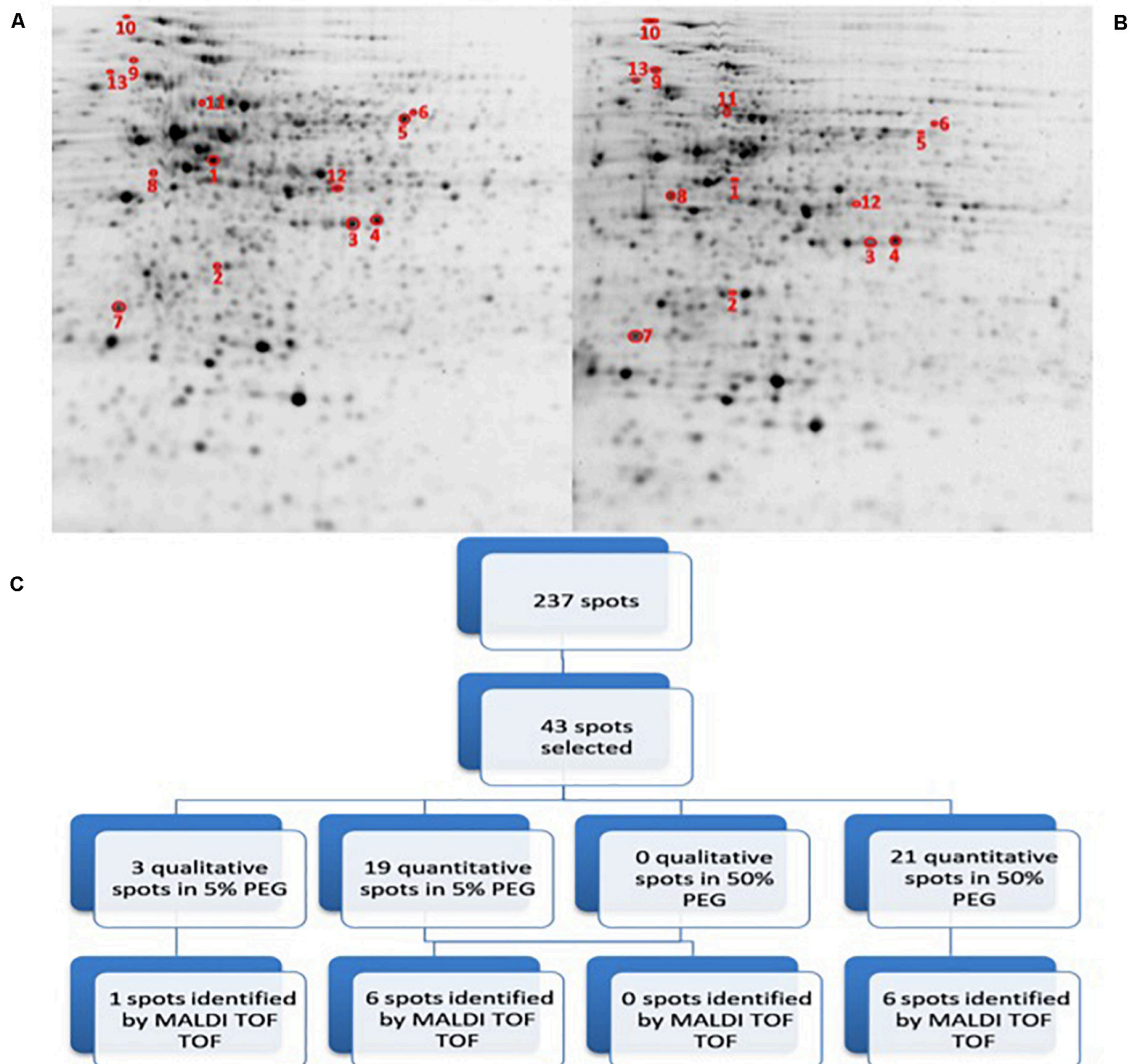 A
B
10
13
9
11
6
5
1
8
12
3
4
2
7
10
13
9
11
6
5
1
8
12
3
4
2
7
C
237 spots
43 spots
selected
3 qualitative
spots in 5% PEG
19 quantitative
spots in 5% PEG
0 qualitative
spots in 50%
PEG
21 quantitative
spots in 50%
PEG
1 spots identified
by MALDI TOF
TOF
6 spots identified
by MALDI TOF
TOF
0 spots identified
by MALDI TOF
TOF
6 spots identified
by MALDI TOF
TOF